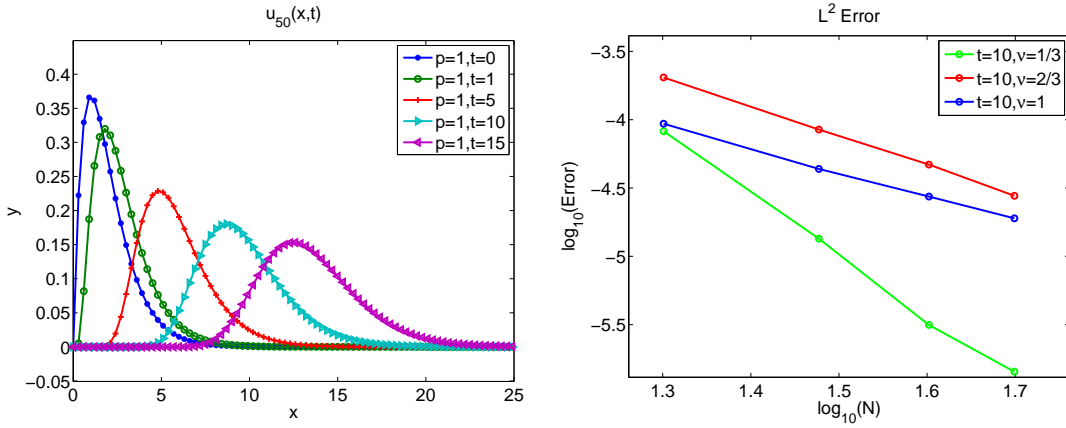 u50(x,t)
0.4
0.35
0.3
0.25
0.2
0.15
0.1
0.05
0
−0.05
y
0
5
10
15
20
25
x
p=1,t=0
p=1,t=1
p=1,t=5
p=1,t=10
p=1,t=15
L² Error
−3.5
−4
−4.5
−5
−5.5
log10(Error)
1.3
1.4
1.5
1.6
1.7
log10(N)
t=10,ν=1/3
t=10,ν=2/3
t=10,ν=1